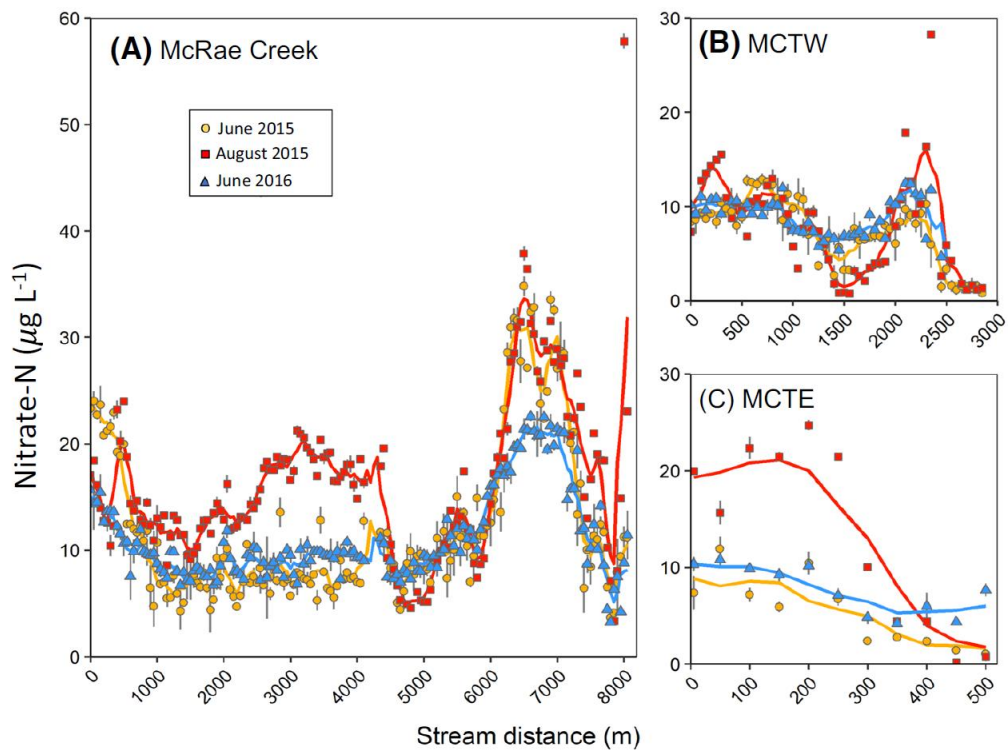 (A) McRae Creek
June 2015
August 2015
June 2016
60
50
40
30
20
10
0
0 1000 2000 3000 4000 5000 6000 7000 8000
Nitrate-N (μg L-1)
Stream distance (m)
(B) MCTW
30
20
10
0
0 500 1000 1500 2000 2500 3000
(C) MCTE
30
20
10
0
0 100 200 300 400 500